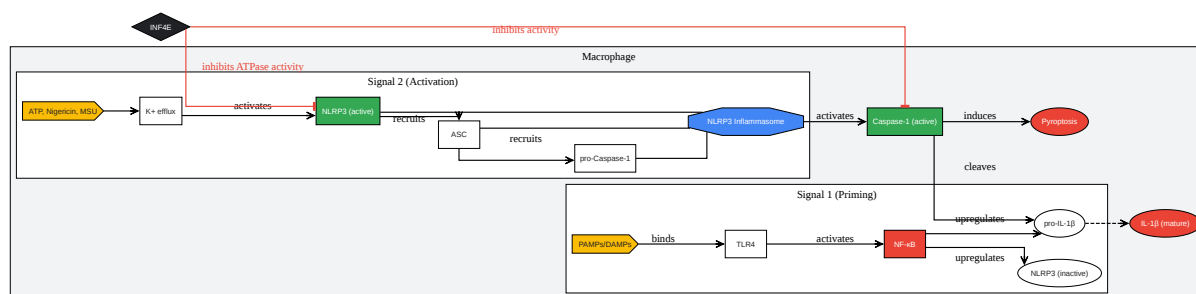 INF4E
inhibits activity
Macrophage
inhibits ATPase activity
Signal 2 (Activation)
ATP, Nigericin, MSU
K+ efflux
activates
NLRP3 (active)
recruits
ASC
recruits
pro-Caspase-1
NLRP3 Inflammasome
activates
Caspase-1 (active)
induces
Pyroptosis
cleaves
Signal 1 (Priming)
PAMPs/DAMPs
binds
TLR4
activates
NF-κB
upregulates
pro-IL-1β
IL-1β (mature)
upregulates
NLRP3 (inactive)